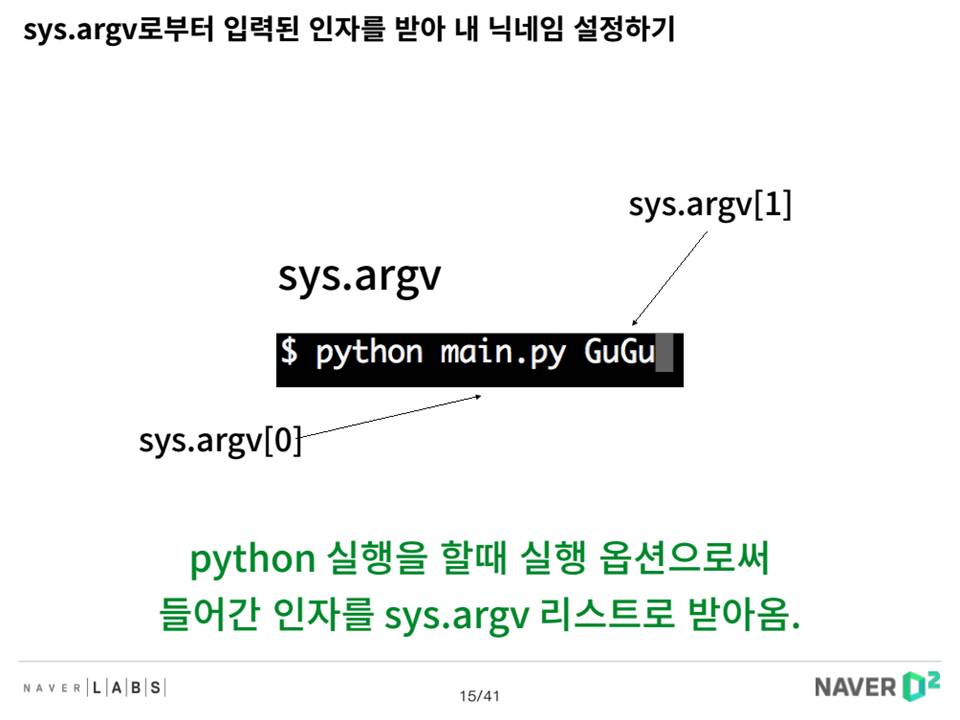 sys.argv로부터 입력된 인자를 받아 내 닉네임 설정하기
sys.argv[1]
sys.argv
$ python main.py GuGu
sys.argv[0]
python 실행을 할때 실행 옵션으로써
들어간 인자를 sys.argv 리스트로 받아옴.
NAVER |L|A|B|S|
15/41
NAVER D2